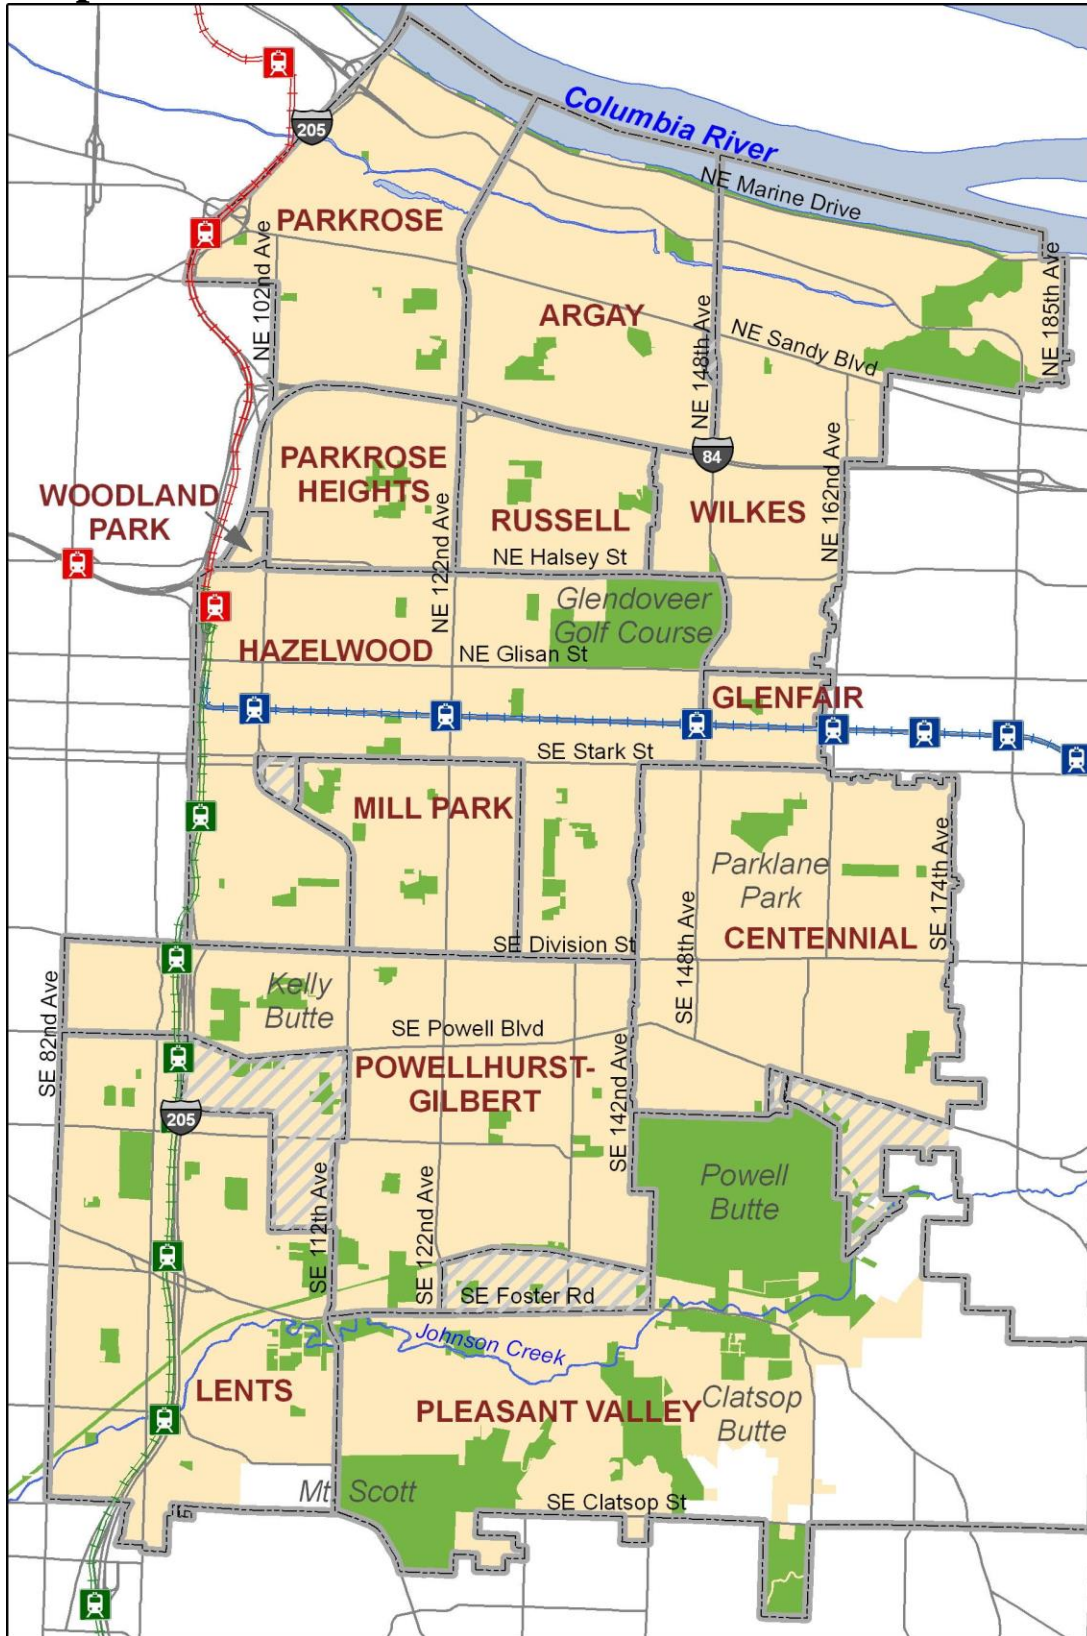 205
Columbia River
NE Marine Drive
PARKROSE
NE 102nd Ave
NE 185th Ave
ARGAY
NE 148th Ave
NE Sandy Blvd
84
PARKROSE
HEIGHTS
WOODLAND
PARK
NE 122nd Ave
RUSSELL
WILKES
NE 162nd Ave
NE Halsey St
Glendoveer
Golf Course
HAZELWOOD
NE Glisan St
GLENFAIR
SE Stark St
MILL PARK
Parklane
Park
SE 174th Ave
CENTENNIAL
SE Division St
SE 148th Ave
Kelly
Butte
SE 82nd Ave
SE Powell Blvd
POWELLHURST-
GILBERT
205
SE 142nd Ave
Powell
Butte
SE 112th Ave
SE 122nd Ave
SE Foster Rd
Johnson Creek
LENTS
PLEASANT VALLEY
Clatsop
Butte
Mt. Scott
SE Clatsop St